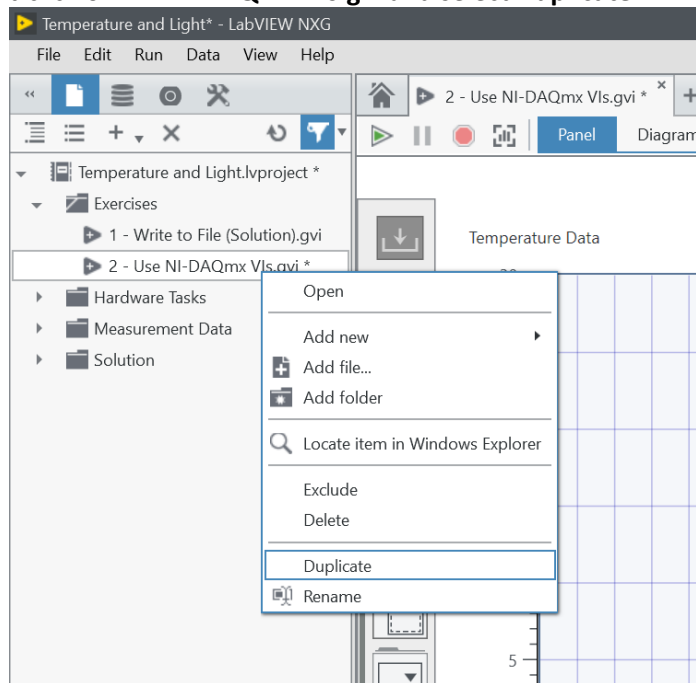 Temperature and Light* - LabVIEW NXG
File Edit Run Data View Help
2 - Use NI-DAQmx VIs.gvi *
Panel Diagram
Temperature and Light.lvproject *
Exercises
1 - Write to File (Solution).gvi
2 - Use NI-DAQmx VIs.gvi *
Hardware Tasks
Measurement Data
Solution
Temperature Data
Open
Add new
Add file...
Add folder
Locate item in Windows Explorer
Exclude
Delete
Duplicate
Rename
5